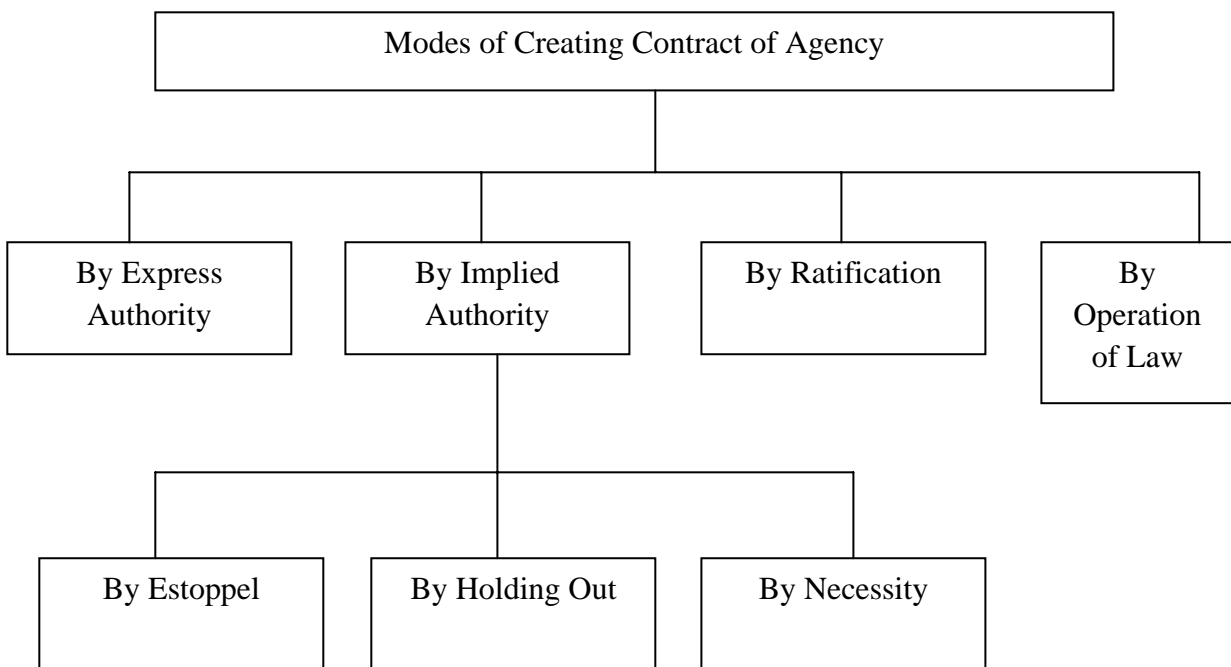 Modes of Creating Contract of Agency
By Express
Authority
By Implied
Authority
By Ratification
By
Operation
of Law
By Estoppel
By Holding Out
By Necessity